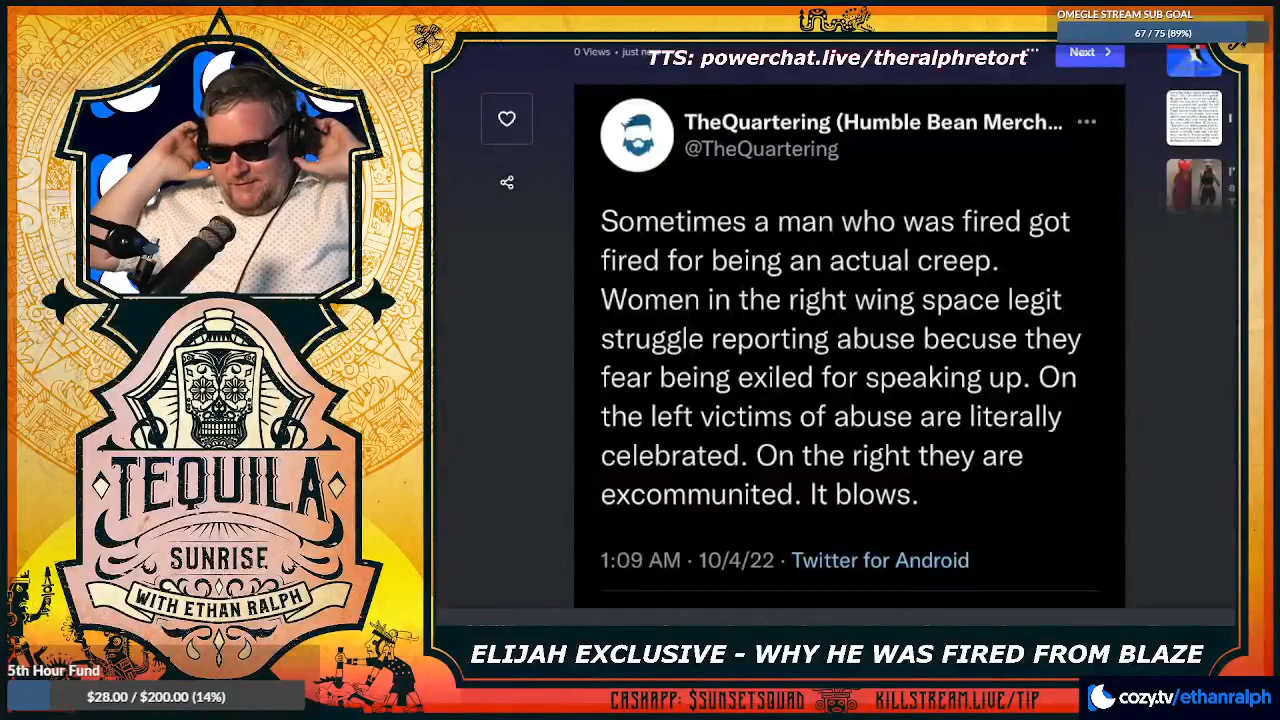 OMEGLE STREAM SUB GOAL
67 / 75 (89%)
0 Views • just
TTS: powerchat.live/theralphretort
Next
TheQuartering (Humble Bean Merch...
@TheQuartering
Sometimes a man who was fired got
fired for being an actual creep.
Women in the right wing space legit
struggle reporting abuse becuse they
fear being exiled for speaking up. On
the left victims of abuse are literally
celebrated. On the right they are
excommunited. It blows.
1:09 AM · 10/4/22 · Twitter for Android
TEQUILA
SUNRISE
WITH ETHAN RALPH
5th Hour Fund
$28.00 / $200.00 (14%)
ELIJAH EXCLUSIVE - WHY HE WAS FIRED FROM BLAZE
CASHAPP: $SUNSETSQUAD
KILLSTREAM.LIVE/TIP
cozy.tv/ethanralph